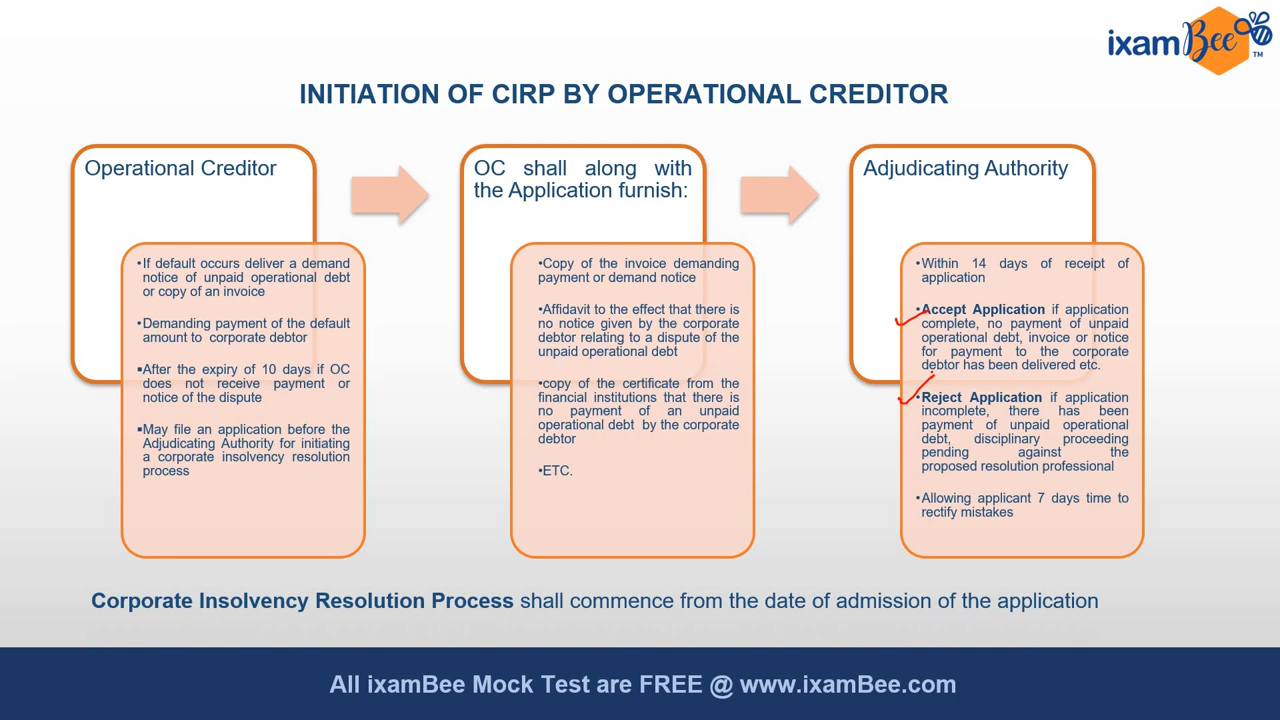 ixamBee
TM
INITIATION OF CIRP BY OPERATIONAL CREDITOR
Operational Creditor
•If default occurs deliver a demand
notice of unpaid operational debt
or copy of an invoice
•Demanding payment of the default
amount to corporate debtor
▪After the expiry of 10 days if OC
does not receive payment or
notice of the dispute
▪May file an application before the
Adjudicating Authority for initiating
a corporate insolvency resolution
process
OC shall along with
the Application furnish:
•Copy of the invoice demanding
payment or demand notice
•Affidavit to the effect that there is
no notice given by the corporate
debtor relating to a dispute of the
unpaid operational debt
•copy of the certificate from the
financial institutions that there is
no payment of an unpaid
operational debt by the corporate
debtor
•ETC.
Adjudicating Authority
•Within 14 days of receipt of
application
•Accept Application if application
complete, no payment of unpaid
operational debt, invoice or notice
for payment to the corporate
debtor has been delivered etc.
•Reject Application if application
incomplete, there has been
payment of unpaid operational
debt, disciplinary proceeding
pending against the
proposed resolution professional
•Allowing applicant 7 days time to
rectify mistakes
Corporate Insolvency Resolution Process shall commence from the date of admission of the application
All ixamBee Mock Test are FREE @ www.ixamBee.com